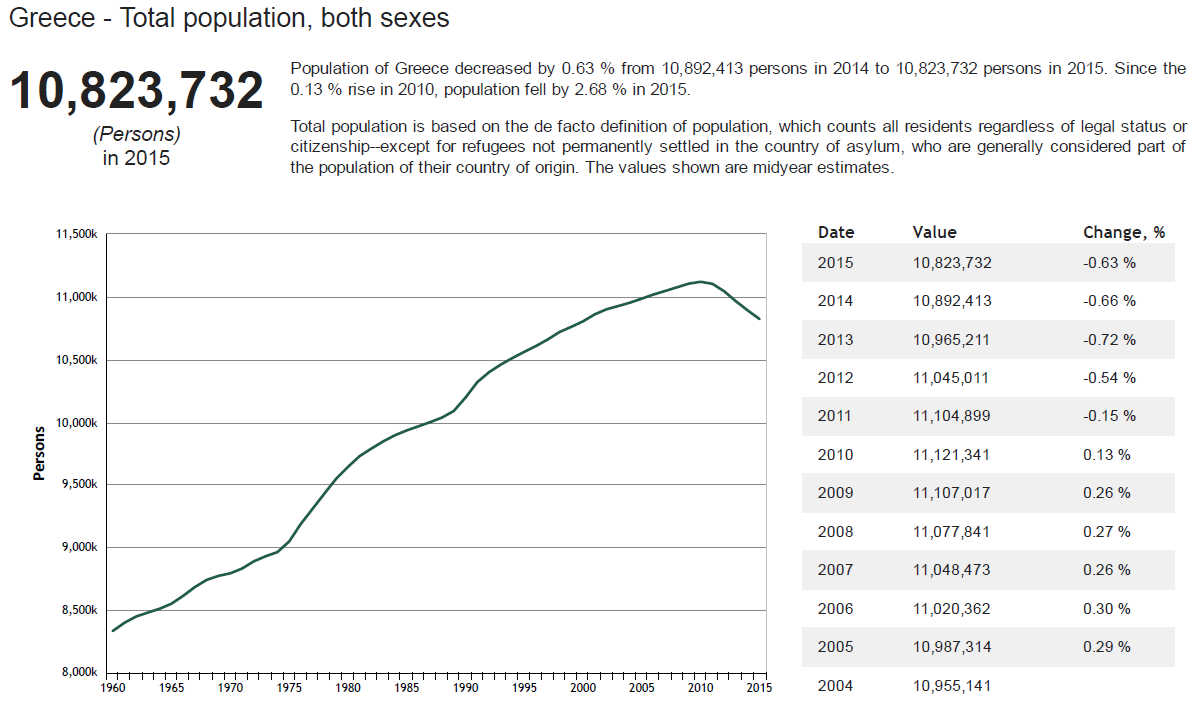 Greece - Total population, both sexes
10,823,732
(Persons)
in 2015
Population of Greece decreased by 0.63 % from 10,892,413 persons in 2014 to 10,823,732 persons in 2015. Since the
0.13 % rise in 2010, population fell by 2.68 % in 2015.
Total population is based on the de facto definition of population, which counts all residents regardless of legal status or
citizenship--except for refugees not permanently settled in the country of asylum, who are generally considered part of
the population of their country of origin. The values shown are midyear estimates.
11,500k
11,000k
10,500k
10,000k
9,500k
9,000k
8,500k
8,000k
Persons
1960 1965 1970 1975 1980 1985 1990 1995 2000 2005 2010 2015
Date Value Change, %
2015 10,823,732 -0.63 %
2014 10,892,413 -0.66 %
2013 10,965,211 -0.72 %
2012 11,045,011 -0.54 %
2011 11,104,899 -0.15 %
2010 11,121,341 0.13 %
2009 11,107,017 0.26 %
2008 11,077,841 0.27 %
2007 11,048,473 0.26 %
2006 11,020,362 0.30 %
2005 10,987,314 0.29 %
2004 10,955,141